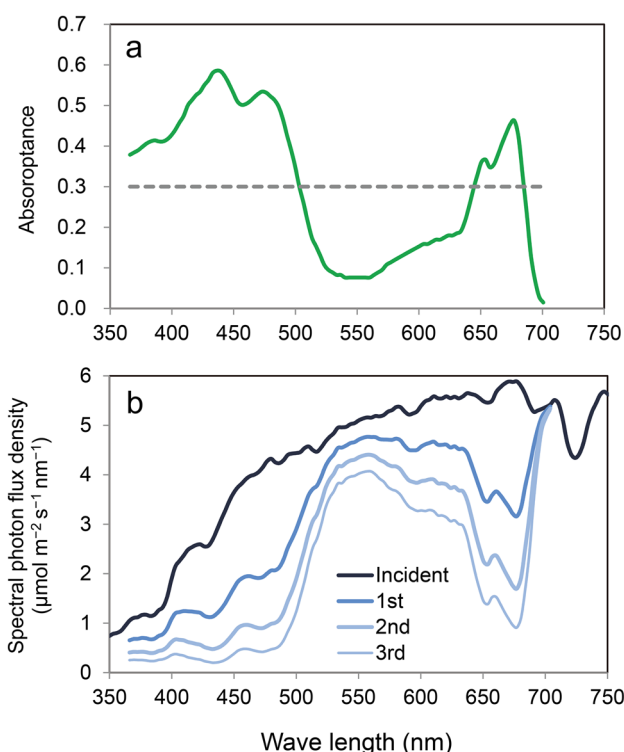 a
Absoroptance
0.7
0.6
0.5
0.4
0.3
0.2
0.1
0.0
350 400 450 500 550 600 650 700 750
b
Spectral photon flux density
(µmol m⁻² s⁻¹ nm⁻¹)
6
5
4
3
2
1
0
Incident
1st
2nd
3rd
350 400 450 500 550 600 650 700 750
Wave length (nm)